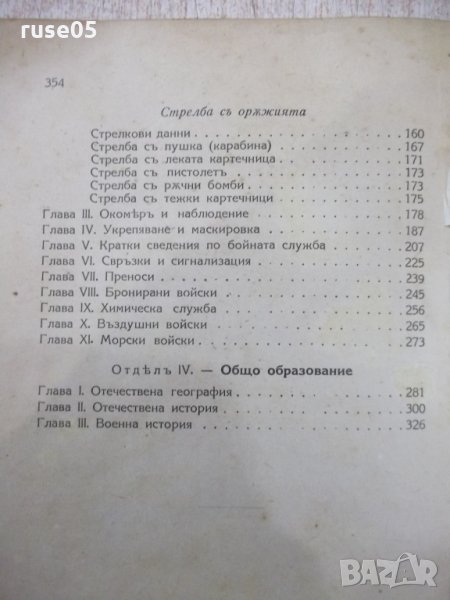 ruse05
354
Стрелба съ орѫжията
Стрелкови данни 160
Стрелба съ пушка (карабина) 167
Стрелба съ леката картечница 171
Стрелба съ пистолетъ 173
Стрелба съ рѫчни бомби 173
Стрелба съ тежки картечници 175
Глава III. Окомѣръ и наблюдение 178
Глава IV. Укрепяване и маскировка 187
Глава V. Кратки сведения по бойната служба 207
Глава VI. Свръзки и сигнализация 225
Глава VII. Преноси 239
Глава VIII. Бронирани войски 245
Глава IX. Химическа служба 256
Глава X. Въздушни войски 265
Глава XI. Морски войски 273
Отдѣлъ IV. — Общо образование
Глава I. Отечествена география 281
Глава II. Отечествена история 300
Глава III. Военна история 326
BAZAR